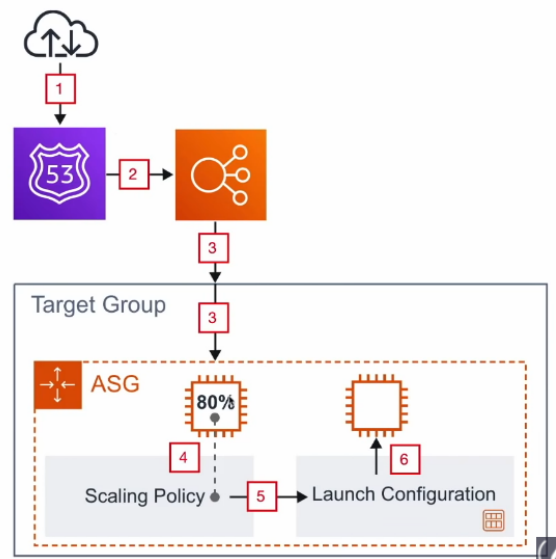 1
53
2
3
Target Group
3
ASG
80%
4
Scaling Policy
5
Launch Configuration
6